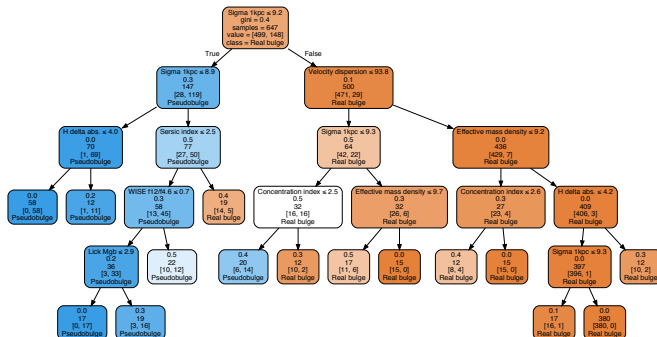 Sigma 1kpc ≤ 9.2
gini = 0.4
samples = 647
value = [499, 148]
class = Real bulge
True
False
Sigma 1kpc ≤ 8.9
0.3
147
[28, 119]
Pseudobulge
Velocity dispersion ≤ 93.8
0.1
500
[471, 29]
Real bulge
H delta abs. ≤ 4.0
0.0
70
[1, 69]
Pseudobulge
Sersic index ≤ 2.5
0.5
77
[27, 50]
Pseudobulge
Sigma 1kpc ≤ 9.3
0.5
64
[42, 22]
Real bulge
Effective mass density ≤ 9.2
0.0
436
[429, 7]
Real bulge
0.0
58
[0, 58]
Pseudobulge
0.2
12
[1, 11]
Pseudobulge
WISE f12/f4.6 ≤ 0.7
0.3
58
[13, 45]
Pseudobulge
0.4
19
[14, 5]
Real bulge
Concentration index ≤ 2.5
0.5
32
[16, 16]
Real bulge
Effective mass density ≤ 9.7
0.3
32
[26, 6]
Real bulge
Concentration index ≤ 2.6
0.3
27
[23, 4]
Real bulge
H delta abs. ≤ 4.2
0.0
409
[406, 3]
Real bulge
Lick Mgb ≤ 2.9
0.2
36
[3, 33]
Pseudobulge
0.5
22
[10, 12]
Pseudobulge
0.4
20
[6, 14]
Pseudobulge
0.3
12
[10, 2]
Real bulge
0.5
17
[11, 6]
Real bulge
0.0
15
[15, 0]
Real bulge
0.4
12
[8, 4]
Real bulge
0.0
15
[15, 0]
Real bulge
Sigma 1kpc ≤ 9.3
0.0
397
[396, 1]
Real bulge
0.3
12
[10, 2]
Real bulge
0.0
17
[0, 17]
Pseudobulge
0.3
19
[3, 16]
Pseudobulge
0.1
17
[16, 1]
Real bulge
0.0
380
[380, 0]
Real bulge